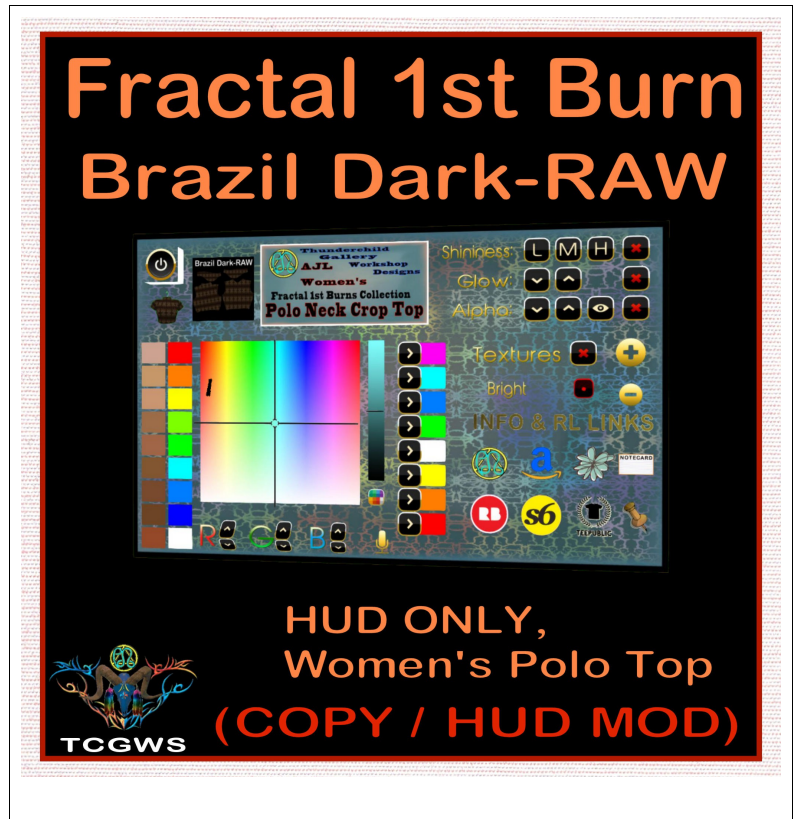 Fractal 1st Burn
Brazil Dark-RAW
Brazil Dark-RAW
Thunderchild
Gallery
AJL Workshop
Designs
Women's
Fractal 1st Burns Collection
Polo Neck Crop Top
Shininess: L M H
Glow:
Alpha:
Textures
Bright
INFO & RL LINKS
a
NOTECARD
RB
S6
TEEPUBLIC
R G B
HUD ONLY,
Women's Polo Top
(COPY / HUD MOD)
TCGWS